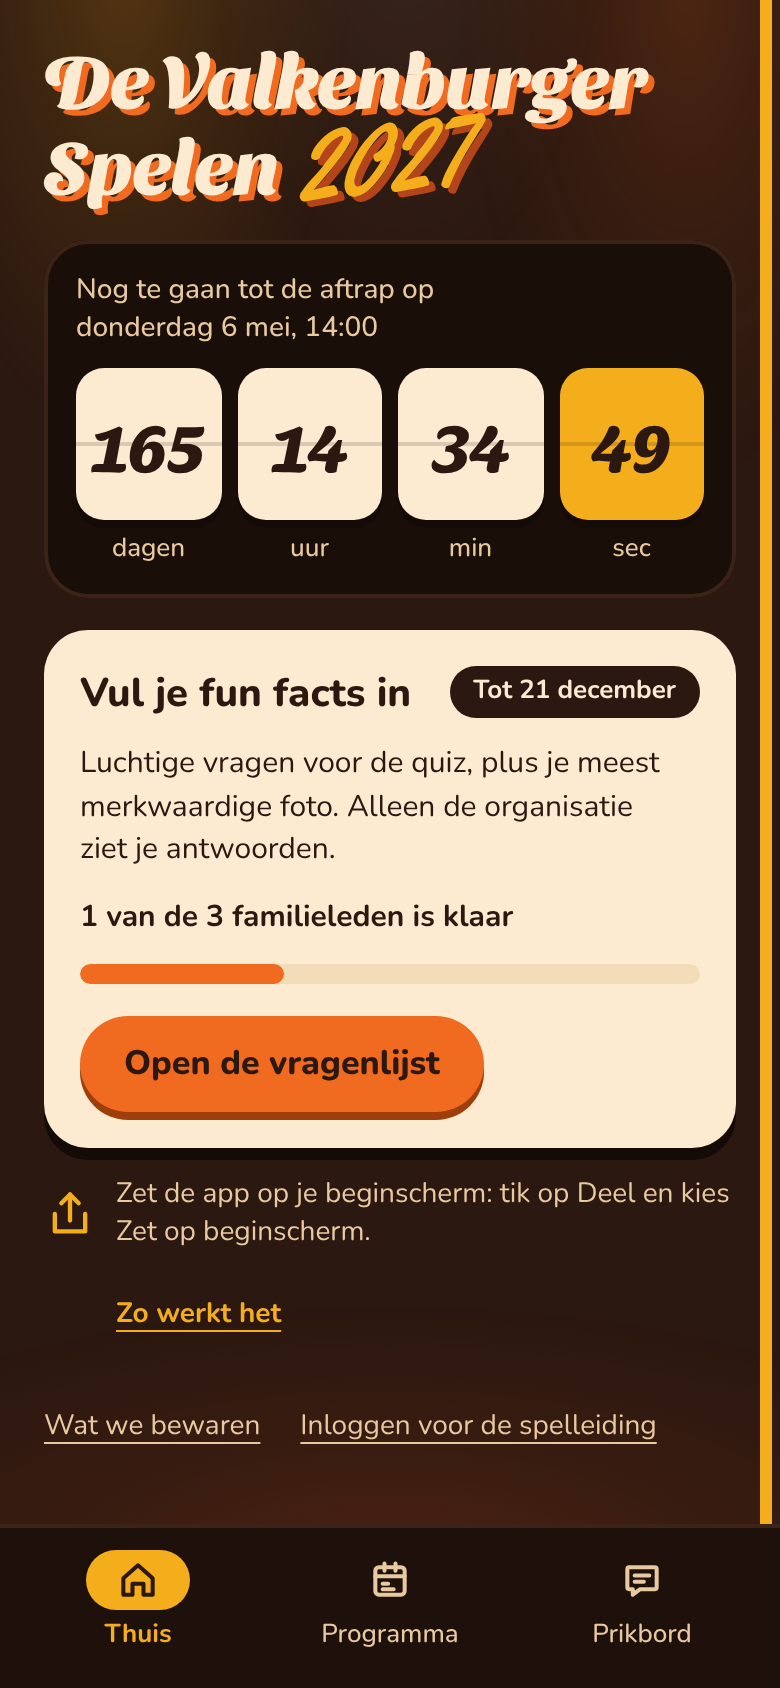 De Valkenburger
Spelen 2027
Nog te gaan tot de aftrap op
donderdag 6 mei, 14:00
165 14 34 49
dagen uur min sec
Vul je fun facts in Tot 21 december
Luchtige vragen voor de quiz, plus je meest
merkwaardige foto. Alleen de organisatie
ziet je antwoorden.
1 van de 3 familieleden is klaar
Open de vragenlijst
Zet de app op je beginscherm: tik op Deel en kies
Zet op beginscherm.
Zo werkt het
Wat we bewaren Inloggen voor de spelleiding
Thuis Programma Prikbord